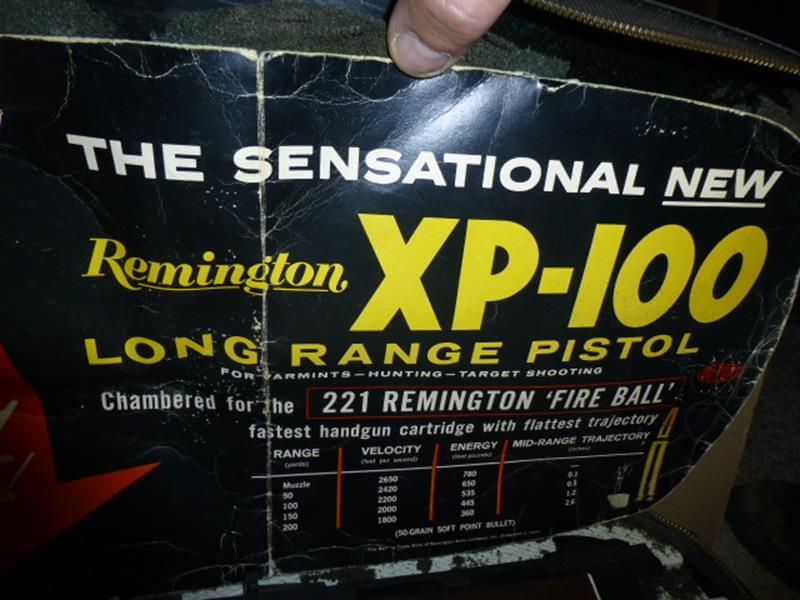 THE SENSATIONAL NEW
Remington XP-100
LONG RANGE PISTOL
FOR VARMINTS—HUNTING—TARGET SHOOTING
Chambered for the 221 REMINGTON 'FIRE BALL'
fastest handgun cartridge with flattest trajectory
RANGE (yards) VELOCITY (feet per second) ENERGY (foot pounds) MID-RANGE TRAJECTORY (inches)
Muzzle 2650 780 —
50 2420 650 0.2
100 2200 535 0.5
150 2000 445 1.2
200 1800 360 2.6
(50-GRAIN SOFT POINT BULLET)